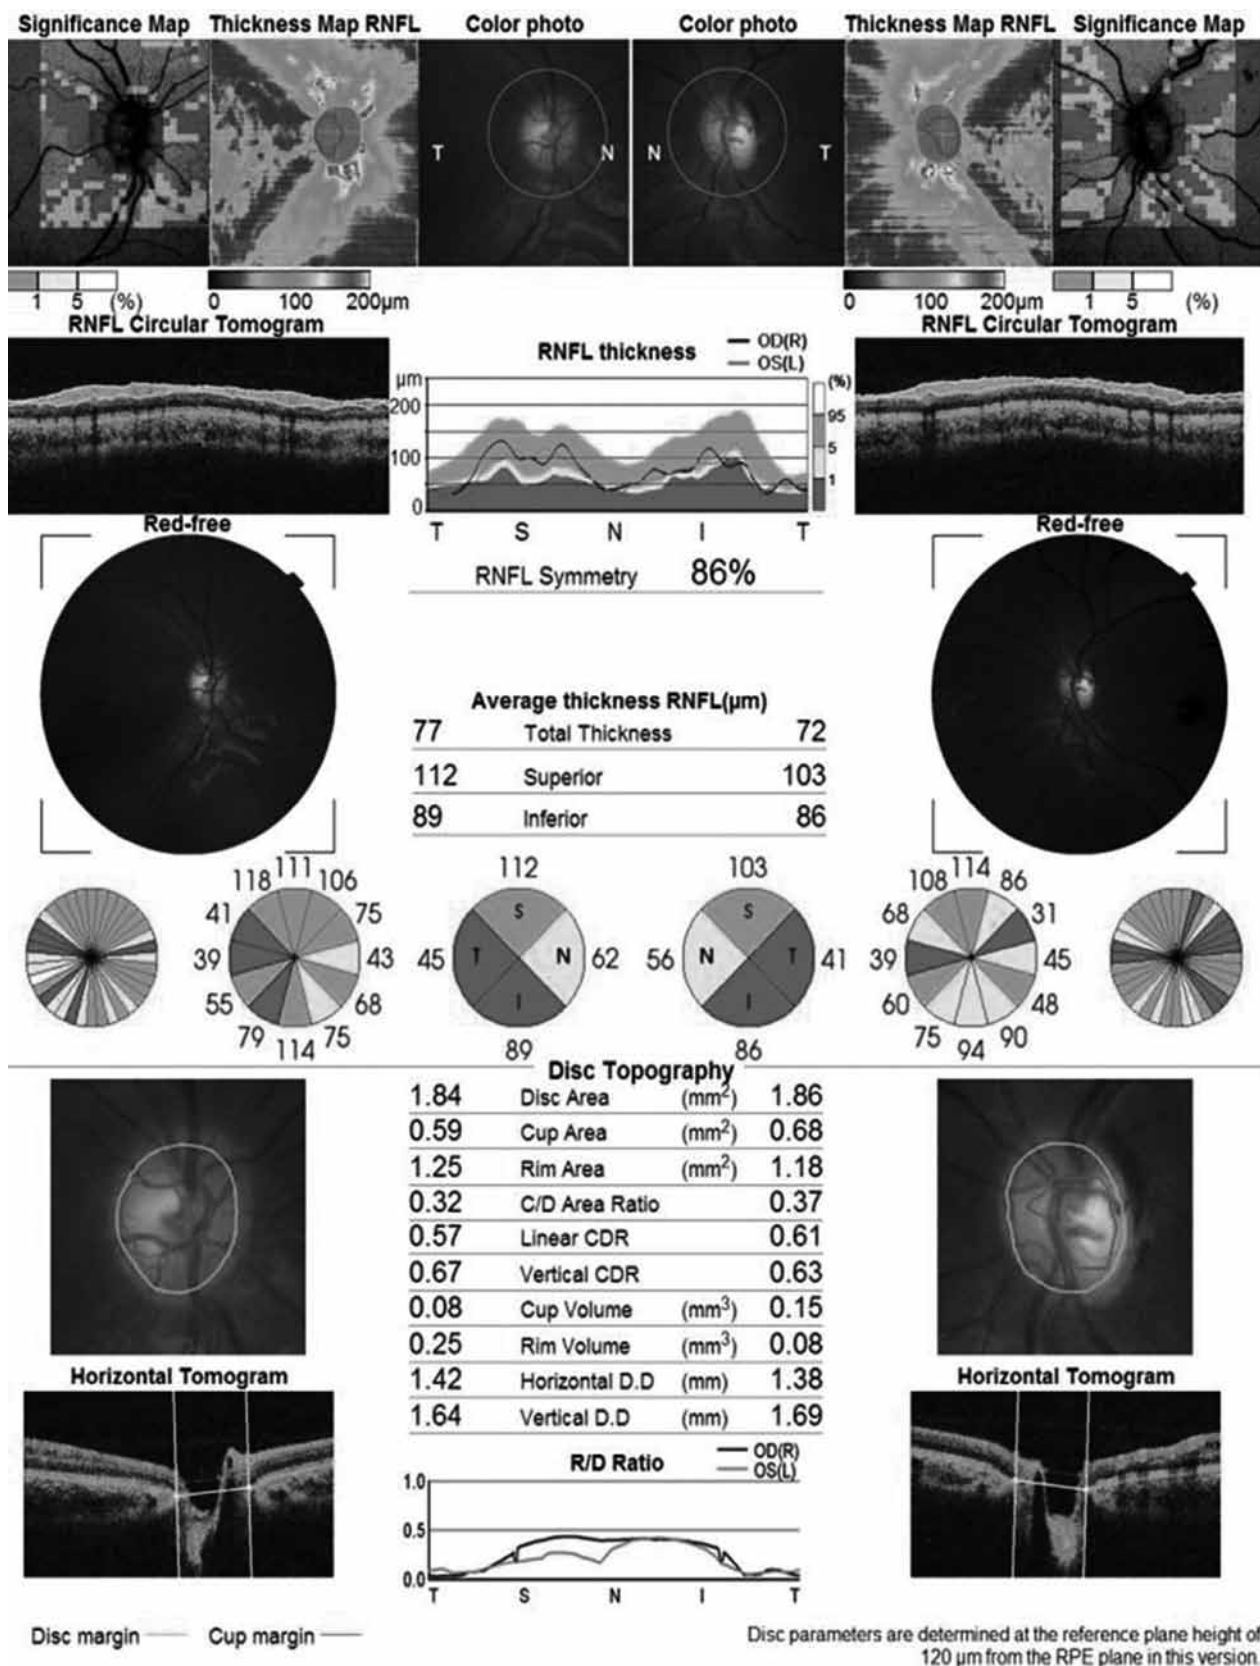 Significance Map Thickness Map RNFL Color photo Color photo Thickness Map RNFL Significance Map
T N N T
1 5 (%) 0 100 200µm 0 100 200µm 1 5 (%)
RNFL Circular Tomogram RNFL Circular Tomogram
RNFL thickness
OD(R)
OS(L)
µm (%)
200 95
5
100
1
0
T S N I T
Red-free Red-free
RNFL Symmetry 86%
Average thickness RNFL(µm)
77 Total Thickness 72
112 Superior 103
89 Inferior 86
118 111 106 112 103 108 114 86
41 75 S S 68 31
39 43 45 T N 62 56 N T 41 39 45
55 68 I I 60 48
79 114 75 89 86 75 94 90
Disc Topography
1.84 Disc Area (mm2) 1.86
0.59 Cup Area (mm2) 0.68
1.25 Rim Area (mm2) 1.18
0.32 C/D Area Ratio 0.37
0.57 Linear CDR 0.61
0.67 Vertical CDR 0.63
0.08 Cup Volume (mm3) 0.15
0.25 Rim Volume (mm3) 0.08
1.42 Horizontal D.D (mm) 1.38
1.64 Vertical D.D (mm) 1.69
Horizontal Tomogram Horizontal Tomogram
R/D Ratio
OD(R)
OS(L)
1.0
0.5
0.0
T S N I T
Disc margin Cup margin
Disc parameters are determined at the reference plane height of
120 µm from the RPE plane in this version